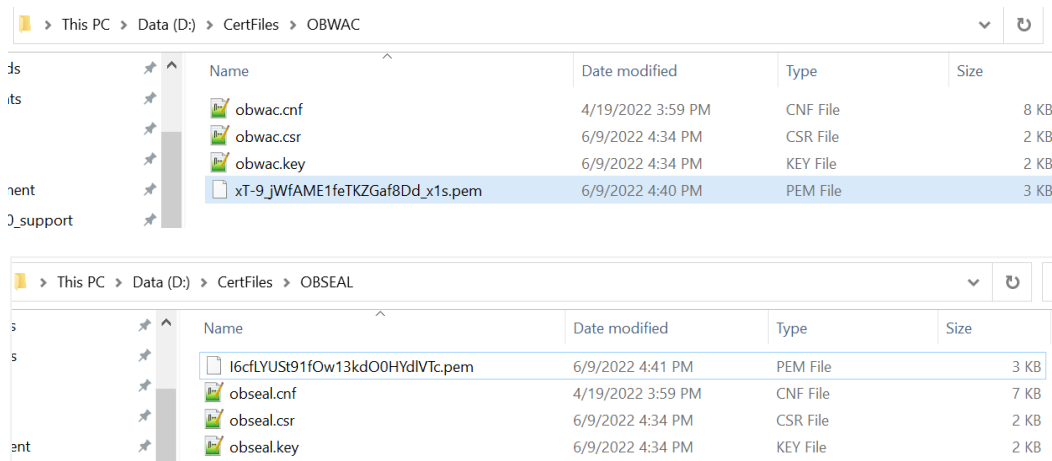 This PC > Data (D:) > CertFiles > OBWAC
Name Date modified Type Size
obwac.cnf 4/19/2022 3:59 PM CNF File 8 KB
obwac.csr 6/9/2022 4:34 PM CSR File 2 KB
obwac.key 6/9/2022 4:34 PM KEY File 2 KB
xT-9_jWfAME1feTKZGaf8Dd_x1s.pem 6/9/2022 4:40 PM PEM File 3 KB
0_support
This PC > Data (D:) > CertFiles > OBSEAL
Name Date modified Type Size
I6cfLYUSt91fOw13kdO0HYdlVTc.pem 6/9/2022 4:41 PM PEM File 3 KB
obseal.cnf 4/19/2022 3:59 PM CNF File 7 KB
obseal.csr 6/9/2022 4:34 PM CSR File 2 KB
obseal.key 6/9/2022 4:34 PM KEY File 2 KB